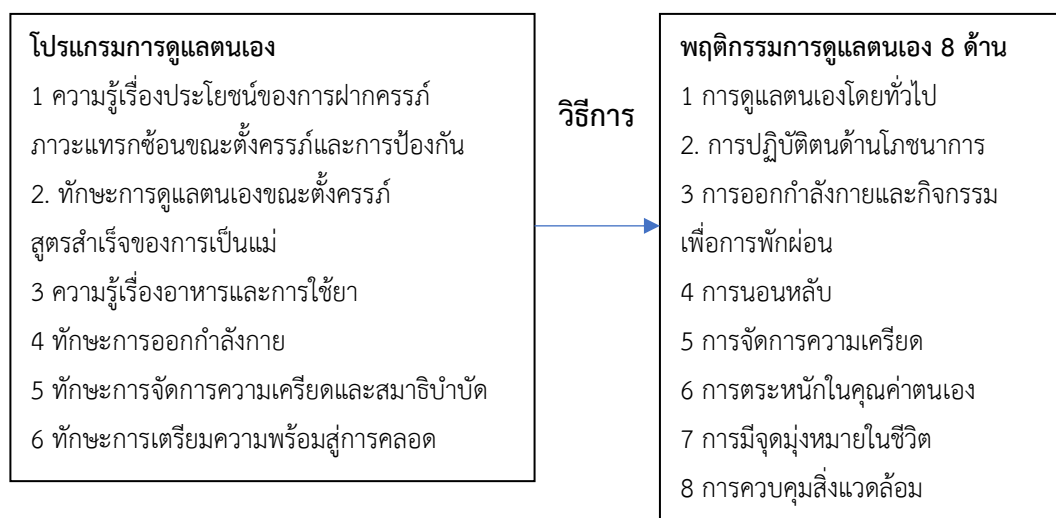 โปรแกรมการดูแลตนเอง
1 ความรู้เรื่องประโยชน์ของการฝากครรภ์
ภาวะแทรกซ้อนขณะตั้งครรภ์และการป้องกัน
2. ทักษะการดูแลตนเองขณะตั้งครรภ์
สูตรสำเร็จของการเป็นแม่
3 ความรู้เรื่องอาหารและการใช้ยา
4 ทักษะการออกกำลังกาย
5 ทักษะการจัดการความเครียดและสมาธิบำบัด
6 ทักษะการเตรียมความพร้อมสู่การคลอด
วิธีการ
พฤติกรรมการดูแลตนเอง 8 ด้าน
1 การดูแลตนเองโดยทั่วไป
2. การปฏิบัติตนด้านโภชนาการ
3 การออกกำลังกายและกิจกรรม
เพื่อการพักผ่อน
4 การนอนหลับ
5 การจัดการความเครียด
6 การตระหนักในคุณค่าตนเอง
7 การมีจุดมุ่งหมายในชีวิต
8 การควบคุมสิ่งแวดล้อม